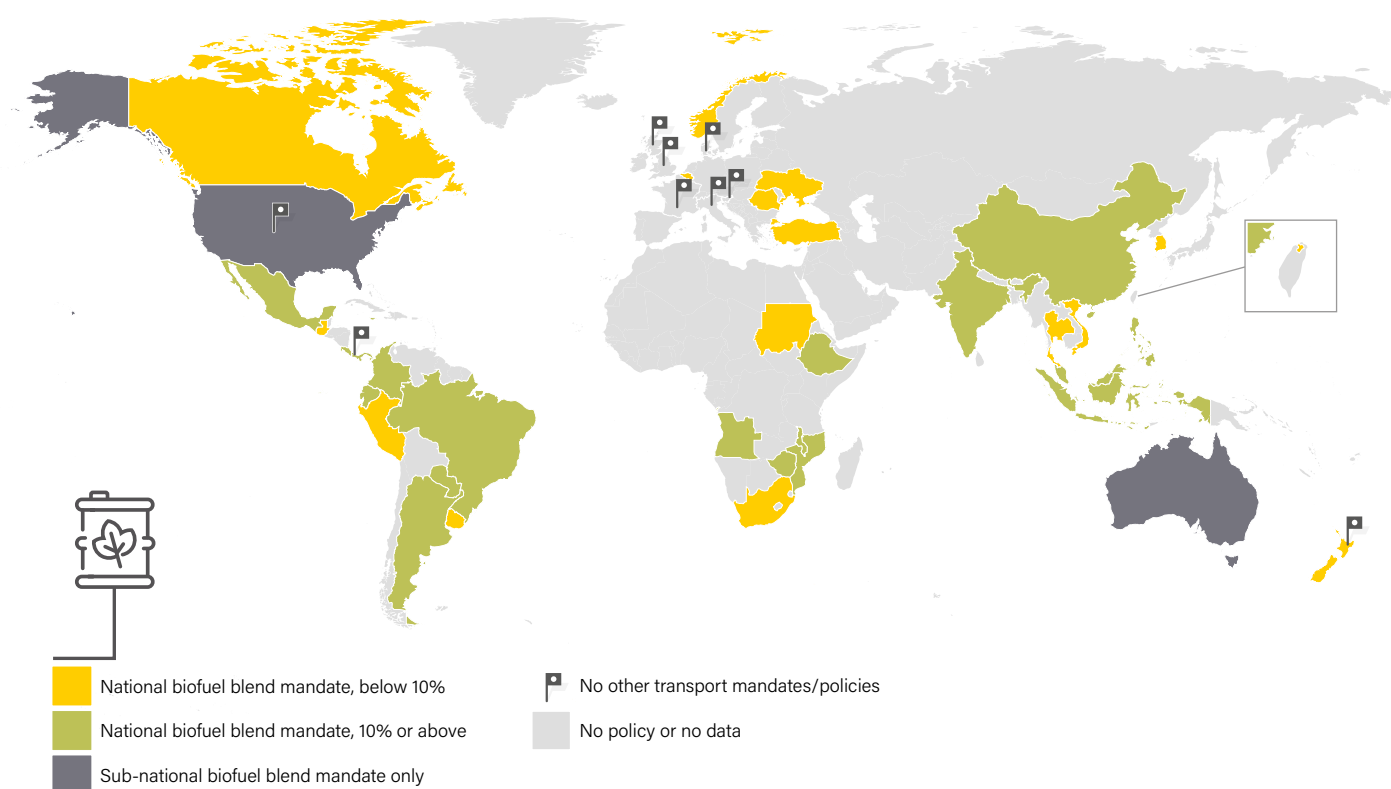 National biofuel blend mandate, below 10%
National biofuel blend mandate, 10% or above
Sub-national biofuel blend mandate only
No other transport mandates/policies
No policy or no data